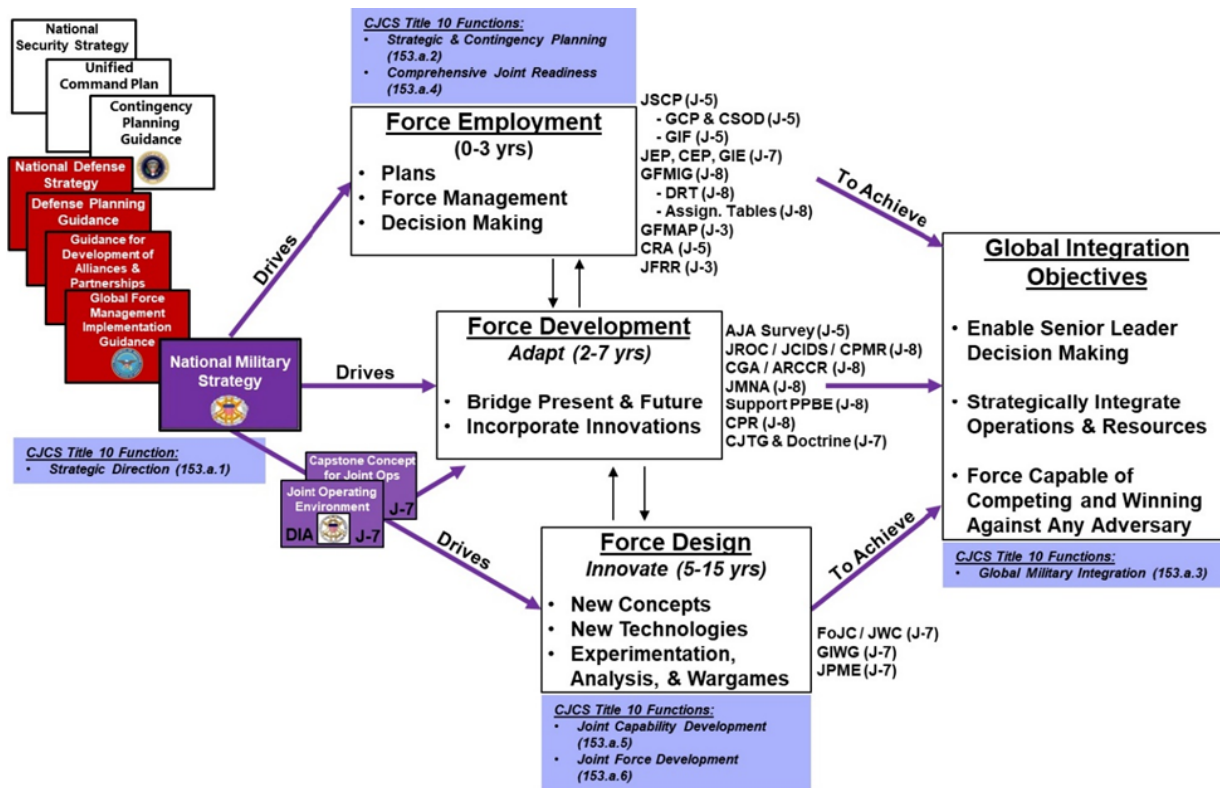 National
Security Strategy
Unified
Command Plan
Contingency
Planning
Guidance
National Defense
Strategy
Defense Planning
Guidance
Guidance for
Development of
Alliances &
Partnerships
Global Force
Management
Implementation
Guidance
National Military
Strategy
CJCS Title 10 Function:
• Strategic Direction (153.a.1)
Capstone Concept
for Joint Ops
J-7
Joint Operating
Environment
DIA J-7
Drives
Drives
Drives
CJCS Title 10 Functions:
• Strategic & Contingency Planning
(153.a.2)
• Comprehensive Joint Readiness
(153.a.4)
Force Employment
(0-3 yrs)
• Plans
• Force Management
• Decision Making
JSCP (J-5)
- GCP & CSOD (J-5)
- GIF (J-5)
JEP, CEP, GIE (J-7)
GFMIG (J-8)
- DRT (J-8)
- Assign. Tables (J-8)
GFMAP (J-3)
CRA (J-5)
JFRR (J-3)
Force Development
Adapt (2-7 yrs)
• Bridge Present & Future
• Incorporate Innovations
AJA Survey (J-5)
JROC / JCIDS / CPMR (J-8)
CGA / ARCCR (J-8)
JMNA (J-8)
Support PPBE (J-8)
CPR (J-8)
CJTG & Doctrine (J-7)
Force Design
Innovate (5-15 yrs)
• New Concepts
• New Technologies
• Experimentation,
Analysis, & Wargames
FoJC / JWC (J-7)
GIWG (J-7)
JPME (J-7)
CJCS Title 10 Functions:
• Joint Capability Development
(153.a.5)
• Joint Force Development
(153.a.6)
To Achieve
To Achieve
Global Integration
Objectives
• Enable Senior Leader
Decision Making
• Strategically Integrate
Operations & Resources
• Force Capable of
Competing and Winning
Against Any Adversary
CJCS Title 10 Functions:
• Global Military Integration (153.a.3)